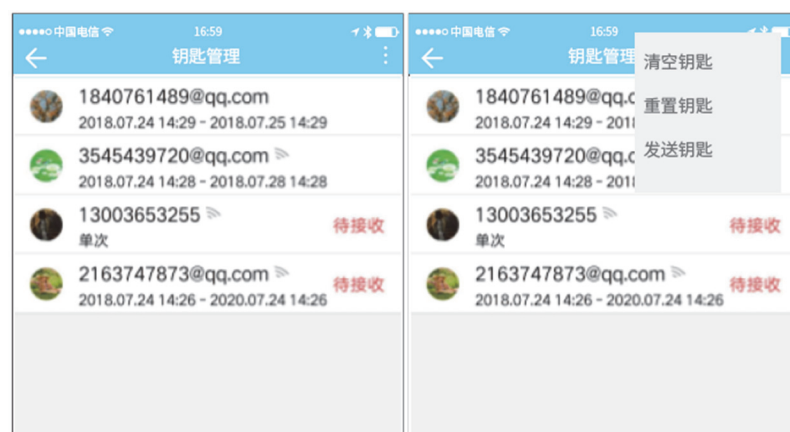 中国电信 16:59
钥匙管理
1840761489@qq.com
2018.07.24 14:29 - 2018.07.25 14:29
3545439720@qq.com
2018.07.24 14:28 - 2018.07.28 14:28
13003653255
单次
待接收
2163747873@qq.com
2018.07.24 14:26 - 2020.07.24 14:26
待接收
中国电信 16:59
钥匙管理
清空钥匙
重置钥匙
发送钥匙
1840761489@qq.c
2018.07.24 14:29 - 201
3545439720@qq.c
2018.07.24 14:28 - 201
13003653255
单次
待接收
2163747873@qq.com
2018.07.24 14:26 - 2020.07.24 14:26
待接收